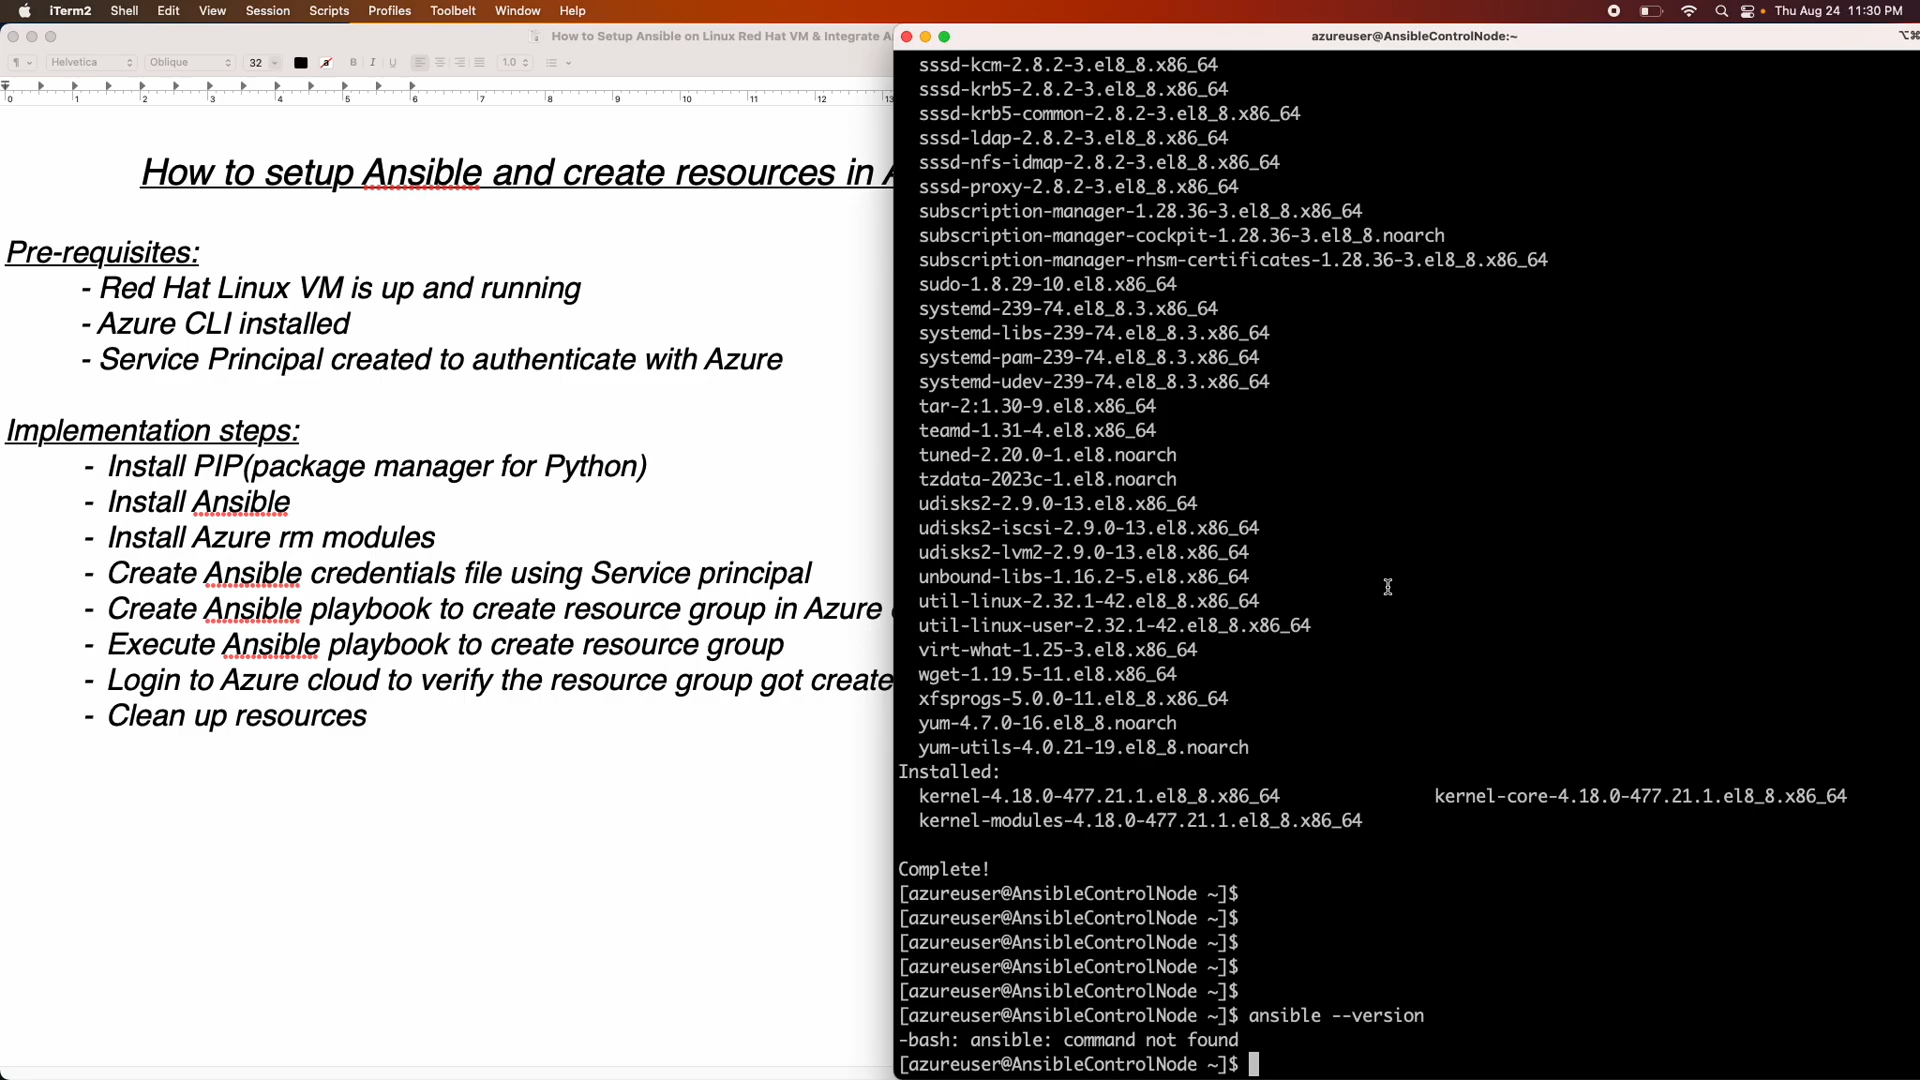 iTerm2 Shell Edit View Session Scripts Profiles Toolbelt Window Help Thu Aug 24 11:30 PM
How to Setup Ansible on Linux Red Hat VM & Integrate A
Helvetica Oblique 32 B I U 1.0
0 1 2 3 4 5 6 7 8 9 10 11 12 13
How to setup Ansible and create resources in A
Pre-requisites:
- Red Hat Linux VM is up and running
- Azure CLI installed
- Service Principal created to authenticate with Azure
Implementation steps:
- Install PIP(package manager for Python)
- Install Ansible
- Install Azure rm modules
- Create Ansible credentials file using Service principal
- Create Ansible playbook to create resource group in Azure
- Execute Ansible playbook to create resource group
- Login to Azure cloud to verify the resource group got create
- Clean up resources
azureuser@AnsibleControlNode:~
sssd-kcm-2.8.2-3.el8_8.x86_64
sssd-krb5-2.8.2-3.el8_8.x86_64
sssd-krb5-common-2.8.2-3.el8_8.x86_64
sssd-ldap-2.8.2-3.el8_8.x86_64
sssd-nfs-idmap-2.8.2-3.el8_8.x86_64
sssd-proxy-2.8.2-3.el8_8.x86_64
subscription-manager-1.28.36-3.el8_8.x86_64
subscription-manager-cockpit-1.28.36-3.el8_8.noarch
subscription-manager-rhsm-certificates-1.28.36-3.el8_8.x86_64
sudo-1.8.29-10.el8.x86_64
systemd-239-74.el8_8.3.x86_64
systemd-libs-239-74.el8_8.3.x86_64
systemd-pam-239-74.el8_8.3.x86_64
systemd-udev-239-74.el8_8.3.x86_64
tar-2:1.30-9.el8.x86_64
teamd-1.31-4.el8.x86_64
tuned-2.20.0-1.el8.noarch
tzdata-2023c-1.el8.noarch
udisks2-2.9.0-13.el8.x86_64
udisks2-iscsi-2.9.0-13.el8.x86_64
udisks2-lvm2-2.9.0-13.el8.x86_64
unbound-libs-1.16.2-5.el8.x86_64
util-linux-2.32.1-42.el8_8.x86_64
util-linux-user-2.32.1-42.el8_8.x86_64
virt-what-1.25-3.el8.x86_64
wget-1.19.5-11.el8.x86_64
xfsprogs-5.0.0-11.el8_8.x86_64
yum-4.7.0-16.el8_8.noarch
yum-utils-4.0.21-19.el8_8.noarch
Installed:
kernel-4.18.0-477.21.1.el8_8.x86_64 kernel-core-4.18.0-477.21.1.el8_8.x86_64
kernel-modules-4.18.0-477.21.1.el8_8.x86_64
Complete!
[azureuser@AnsibleControlNode ~]$
[azureuser@AnsibleControlNode ~]$
[azureuser@AnsibleControlNode ~]$
[azureuser@AnsibleControlNode ~]$
[azureuser@AnsibleControlNode ~]$
[azureuser@AnsibleControlNode ~]$ ansible --version
-bash: ansible: command not found
[azureuser@AnsibleControlNode ~]$